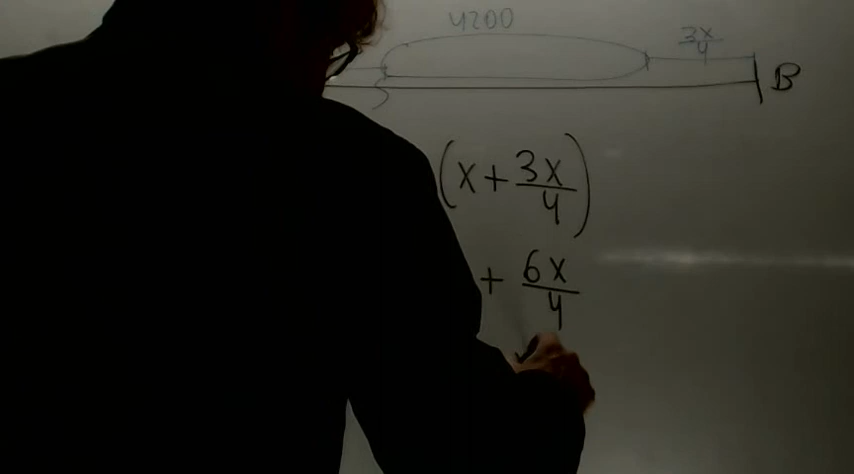 4200
3x/4
B
(x + 3x/4)
+ 6x/4